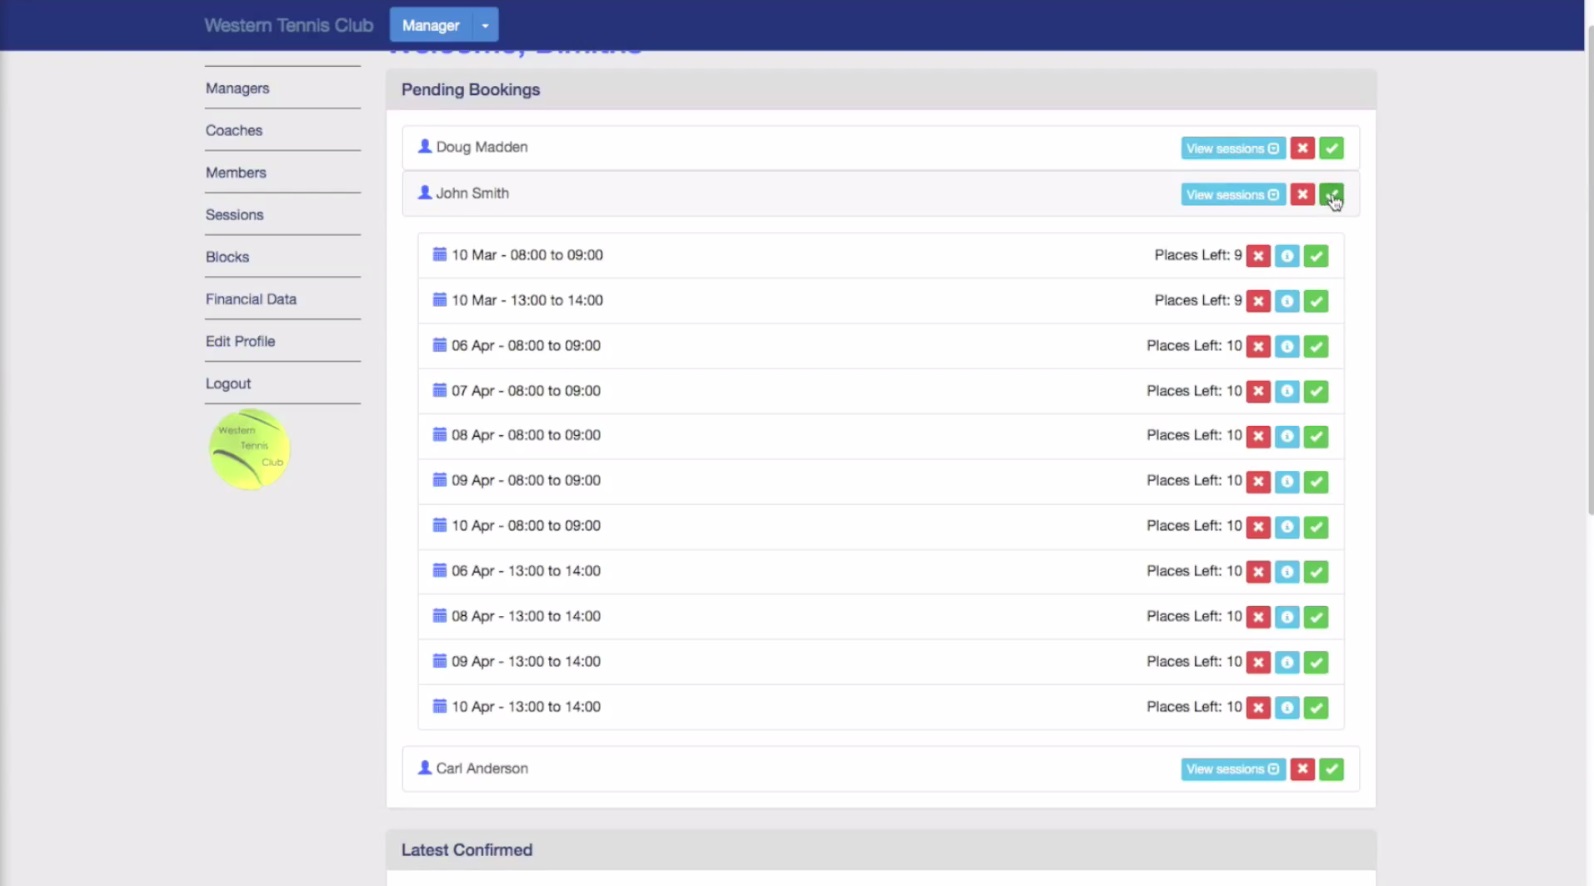 Western Tennis Club Manager
Welcome, Dimitris
Pending Bookings
Managers
Coaches
Members
Sessions
Blocks
Financial Data
Edit Profile
Logout
Western
Tennis
Club
Doug Madden View sessions
John Smith View sessions
10 Mar - 08:00 to 09:00 Places Left: 9
10 Mar - 13:00 to 14:00 Places Left: 9
06 Apr - 08:00 to 09:00 Places Left: 10
07 Apr - 08:00 to 09:00 Places Left: 10
08 Apr - 08:00 to 09:00 Places Left: 10
09 Apr - 08:00 to 09:00 Places Left: 10
10 Apr - 08:00 to 09:00 Places Left: 10
06 Apr - 13:00 to 14:00 Places Left: 10
08 Apr - 13:00 to 14:00 Places Left: 10
09 Apr - 13:00 to 14:00 Places Left: 10
10 Apr - 13:00 to 14:00 Places Left: 10
Carl Anderson View sessions
Latest Confirmed